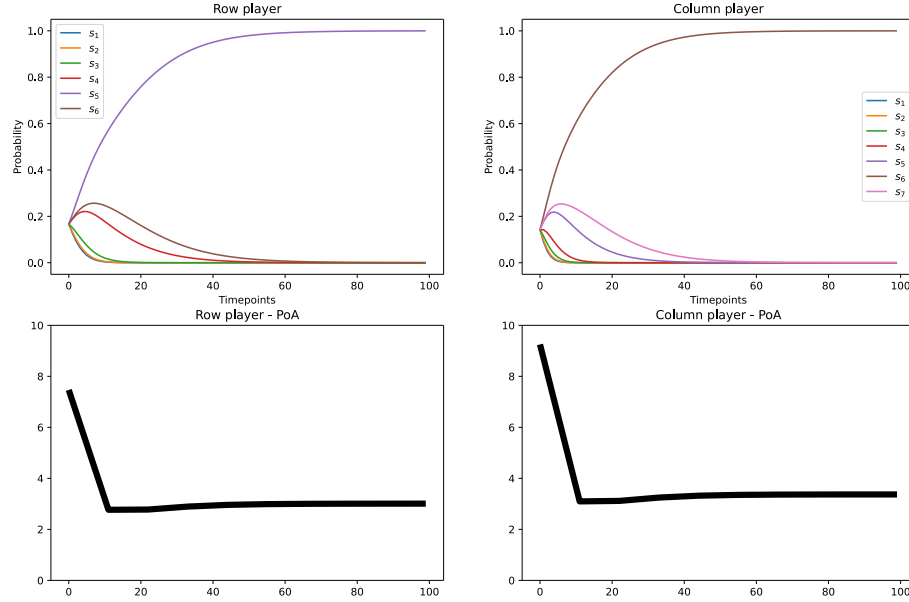 Row player
1.0
0.8
0.6
0.4
0.2
0.0
Probability
s₁
s₂
s₃
s₄
s₅
s₆
0 20 40 60 80 100
Timepoints
Column player
1.0
0.8
0.6
0.4
0.2
0.0
Probability
s₁
s₂
s₃
s₄
s₅
s₆
s₇
0 20 40 60 80 100
Timepoints
Row player - PoA
10
8
6
4
2
0
0 20 40 60 80 100
Column player - PoA
10
8
6
4
2
0
0 20 40 60 80 100